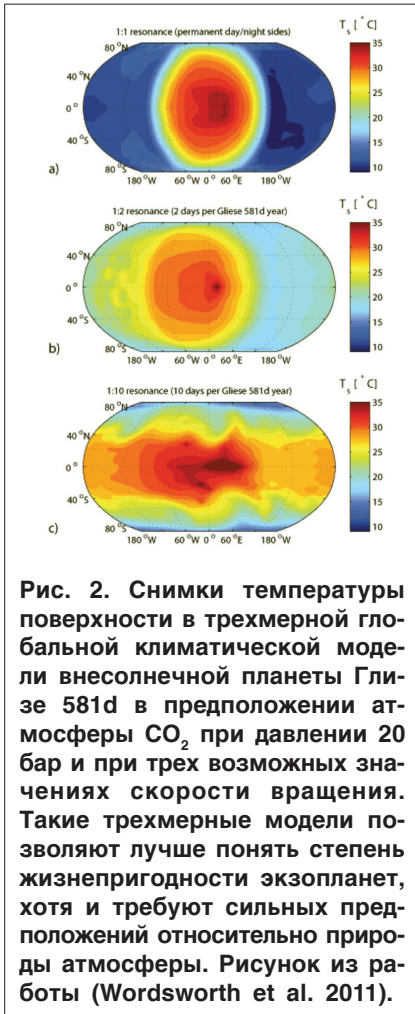 1:1 resonance (permanent day/night sides)
T_s [ °C]
80 °N
40 °N
0 °
40 °S
80 °S
180 °W
60 °W 0 ° 60 °E
180 °W
35
30
25
20
15
10
a)
1:2 resonance (2 days per Gliese 581d year)
T_s [ °C]
80 °N
40 °N
0 °
40 °S
80 °S
180 °W
60 °W 0 ° 60 °E
180 °W
35
30
25
20
15
10
b)
1:10 resonance (10 days per Gliese 581d year)
T_s [ °C]
80 °N
40 °N
0 °
40 °S
80 °S
180 °W
60 °W 0 ° 60 °E
180 °W
35
30
25
20
15
10
c)
Рис. 2. Снимки температуры
поверхности в трехмерной гло-
бальной климатической моде-
ли внесолнечной планеты Гли-
зе 581d в предположении ат-
мосферы CO₂ при давлении 20
бар и при трех возможных зна-
чениях скорости вращения.
Такие трехмерные модели по-
зволяют лучше понять степень
жизнепригодности экзопланет,
хотя и требуют сильных пред-
положений относительно приро-
ды атмосферы. Рисунок из ра-
боты (Wordsworth et al. 2011).